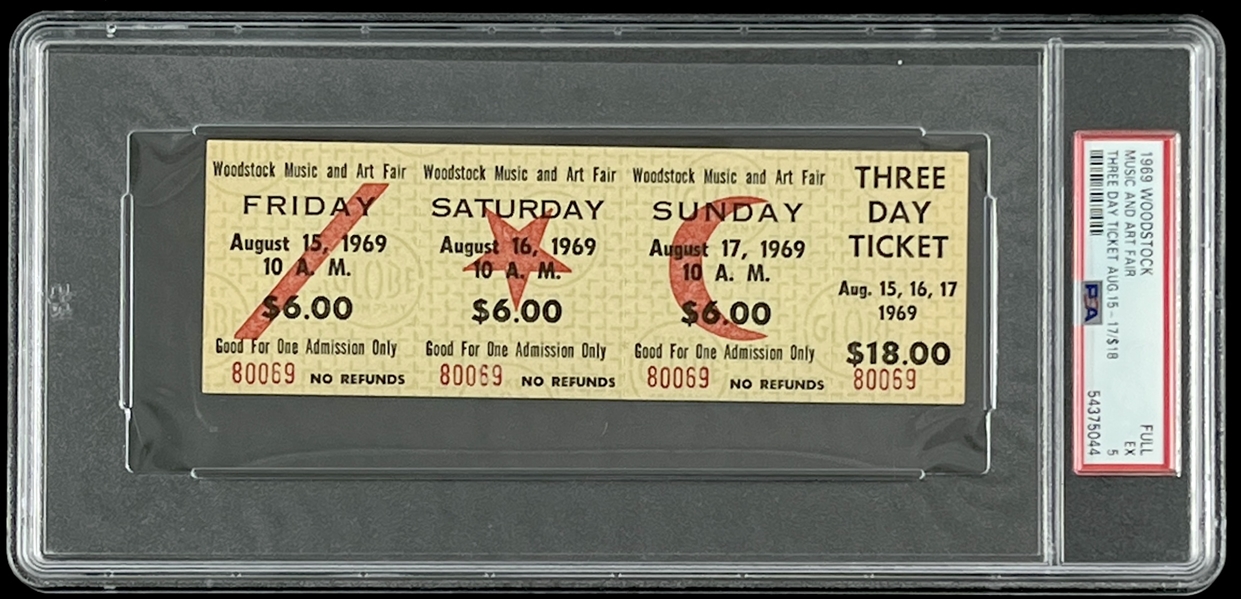 Woodstock Music and Art Fair
FRIDAY
August 15, 1969
10 A. M.
$6.00
Good For One Admission Only
80069 NO REFUNDS
Woodstock Music and Art Fair
SATURDAY
August 16, 1969
10 A. M.
$6.00
Good For One Admission Only
80069 NO REFUNDS
Woodstock Music and Art Fair
SUNDAY
August 17, 1969
10 A. M.
$6.00
Good For One Admission Only
80069 NO REFUNDS
THREE
DAY
TICKET
Aug. 15, 16, 17
1969
$18.00
80069
1969 WOODSTOCK
MUSIC AND ART FAIR
THREE DAY TICKET AUG.15 - 17/$18
FULL
EX
5
PSA
54375044